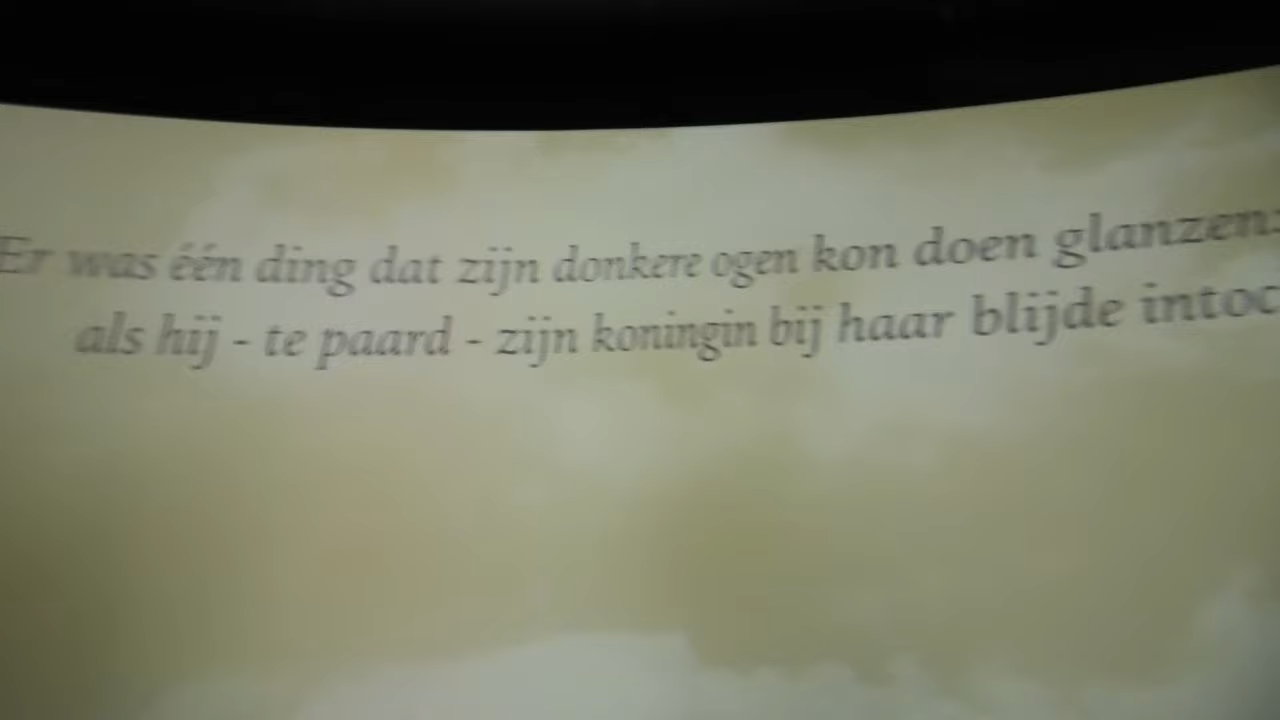 Er was één ding dat zijn donkere ogen kon doen glanzen:
als hij - te paard - zijn koningin bij haar blijde intoc